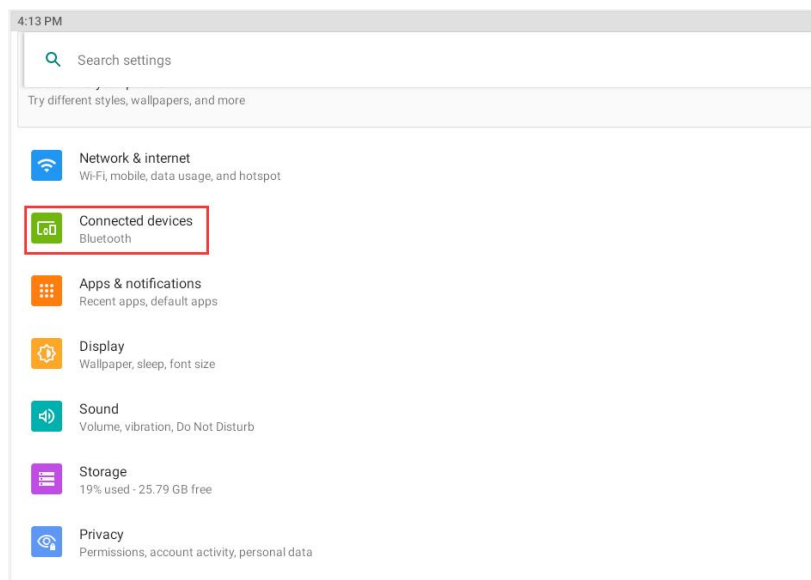 4:13 PM
Search settings
Try different styles, wallpapers, and more
Network & internet
Wi-Fi, mobile, data usage, and hotspot
Connected devices
Bluetooth
Apps & notifications
Recent apps, default apps
Display
Wallpaper, sleep, font size
Sound
Volume, vibration, Do Not Disturb
Storage
19% used - 25.79 GB free
Privacy
Permissions, account activity, personal data